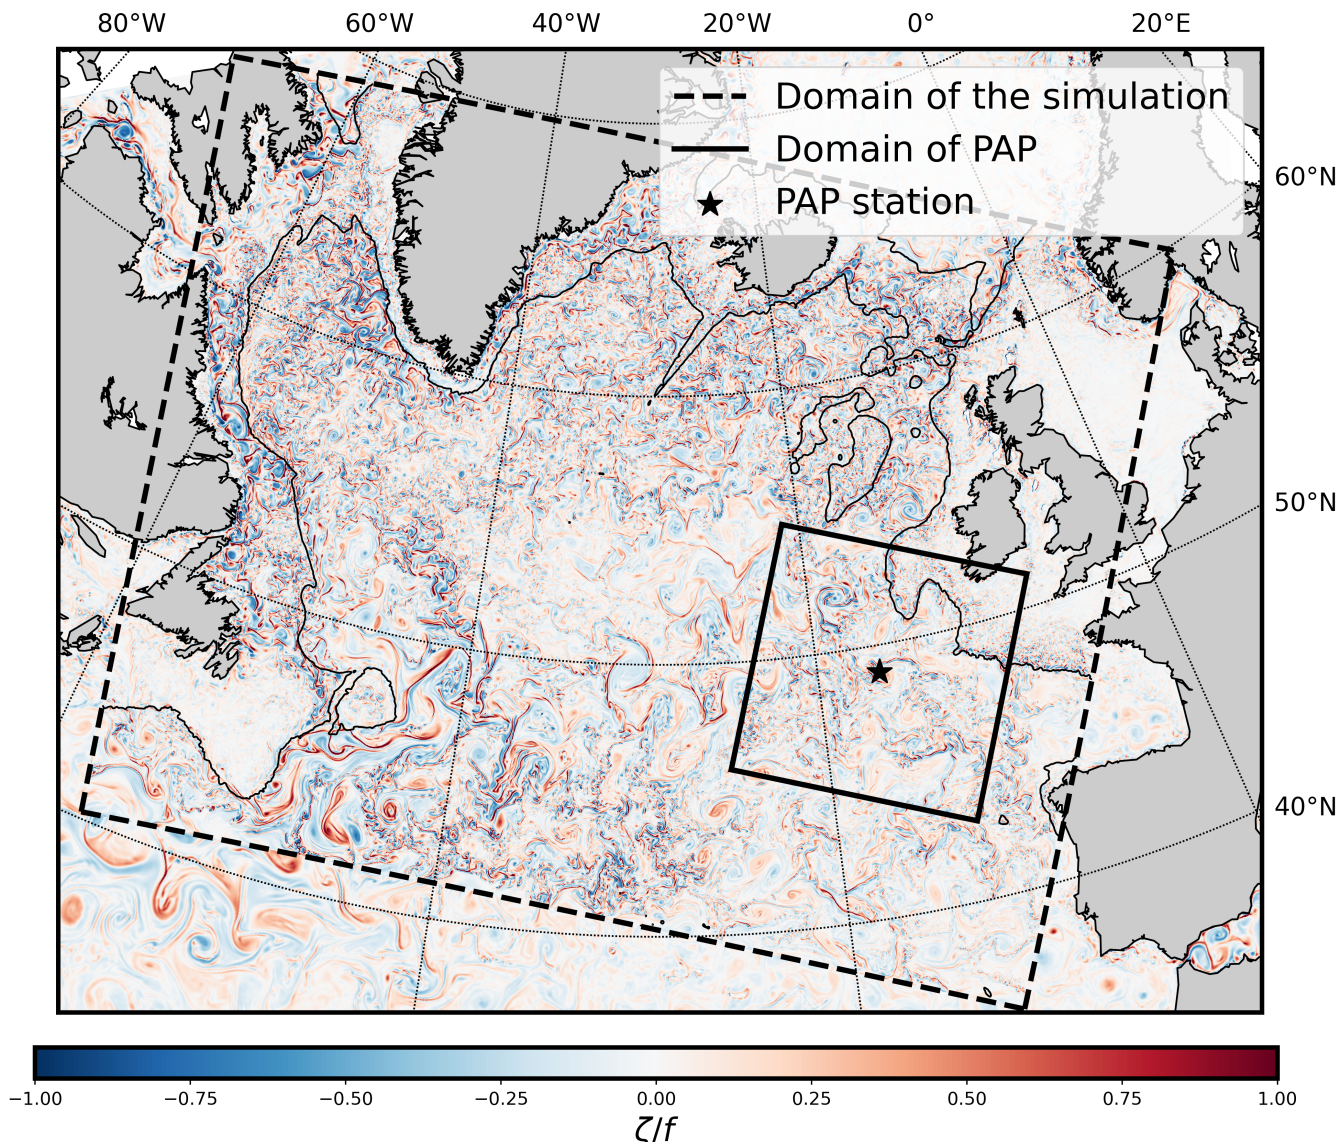 80°W 60°W 40°W 20°W 0° 20°E
Domain of the simulation
Domain of PAP
PAP station
60°N
50°N
40°N
−1.00 −0.75 −0.50 −0.25 0.00 0.25 0.50 0.75 1.00
ζ/f